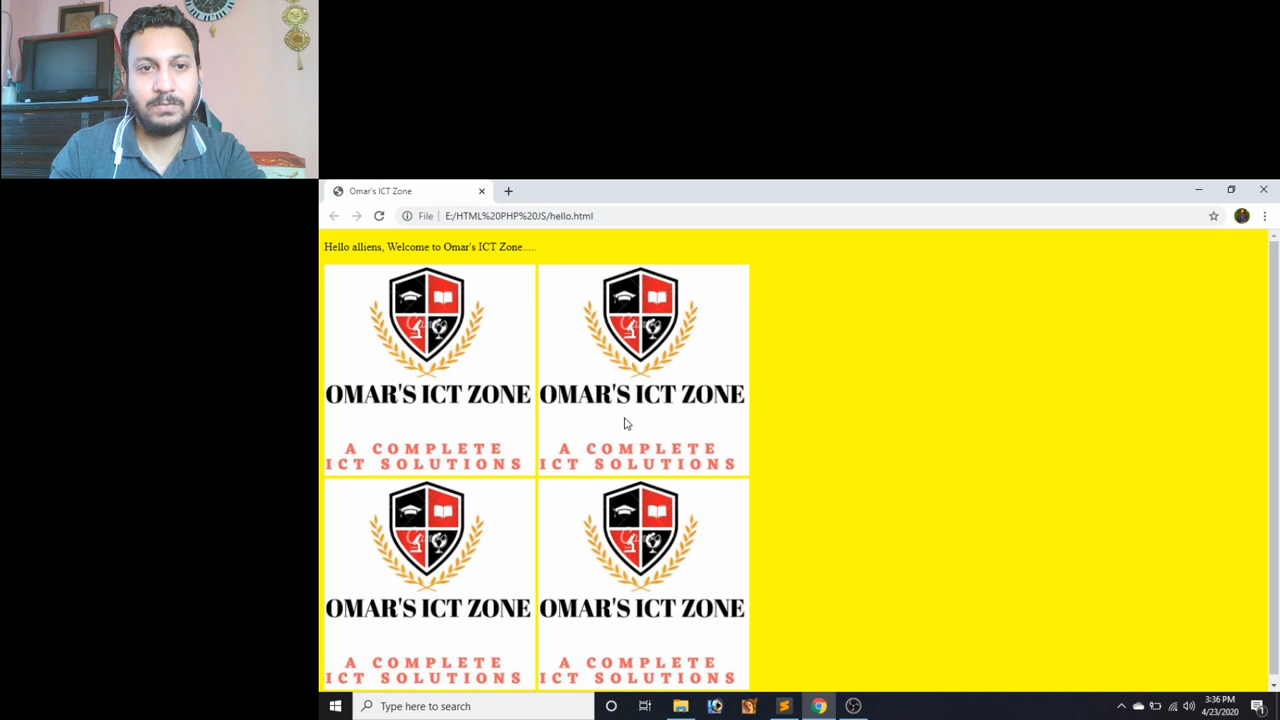 Omar's ICT Zone
File
E:/HTML%20PHP%20JS/hello.html
Hello alliens, Welcome to Omar's ICT Zone.....
OMAR'S ICT ZONE
A COMPLETE
ICT SOLUTIONS
OMAR'S ICT ZONE
A COMPLETE
ICT SOLUTIONS
OMAR'S ICT ZONE
A COMPLETE
ICT SOLUTIONS
OMAR'S ICT ZONE
A COMPLETE
ICT SOLUTIONS
Type here to search
3:36 PM
4/23/2020